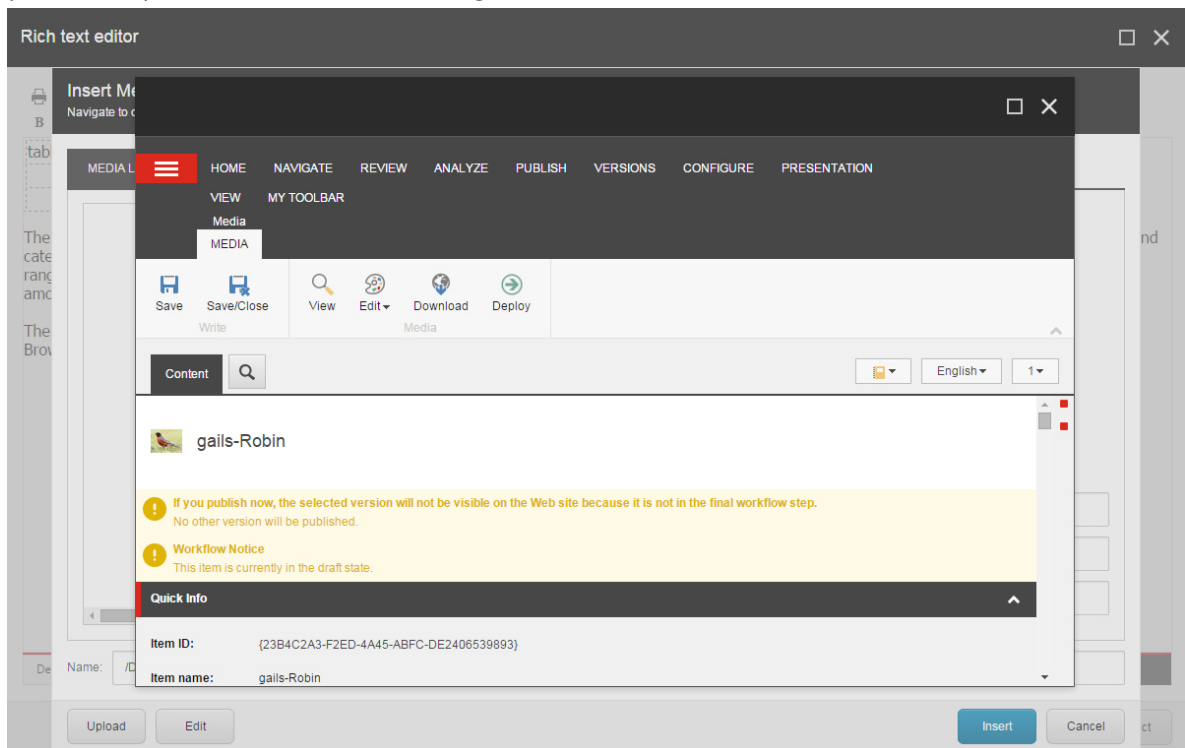 Rich text editor
Insert Me
Navigate to c
B
tab
MEDIA L
HOME NAVIGATE REVIEW ANALYZE PUBLISH VERSIONS CONFIGURE PRESENTATION
VIEW MY TOOLBAR
Media
MEDIA
The
nd
cate
rang
amo
Save Save/Close View Edit Download Deploy
Write Media
The
Brow
Content English 1
gails-Robin
If you publish now, the selected version will not be visible on the Web site because it is not in the final workflow step.
No other version will be published.
Workflow Notice
This item is currently in the draft state.
Quick Info
Item ID: {23B4C2A3-F2ED-4A45-ABFC-DE2406539893}
De Name: /D
Item name: gails-Robin
Upload Edit Insert Cancel ct